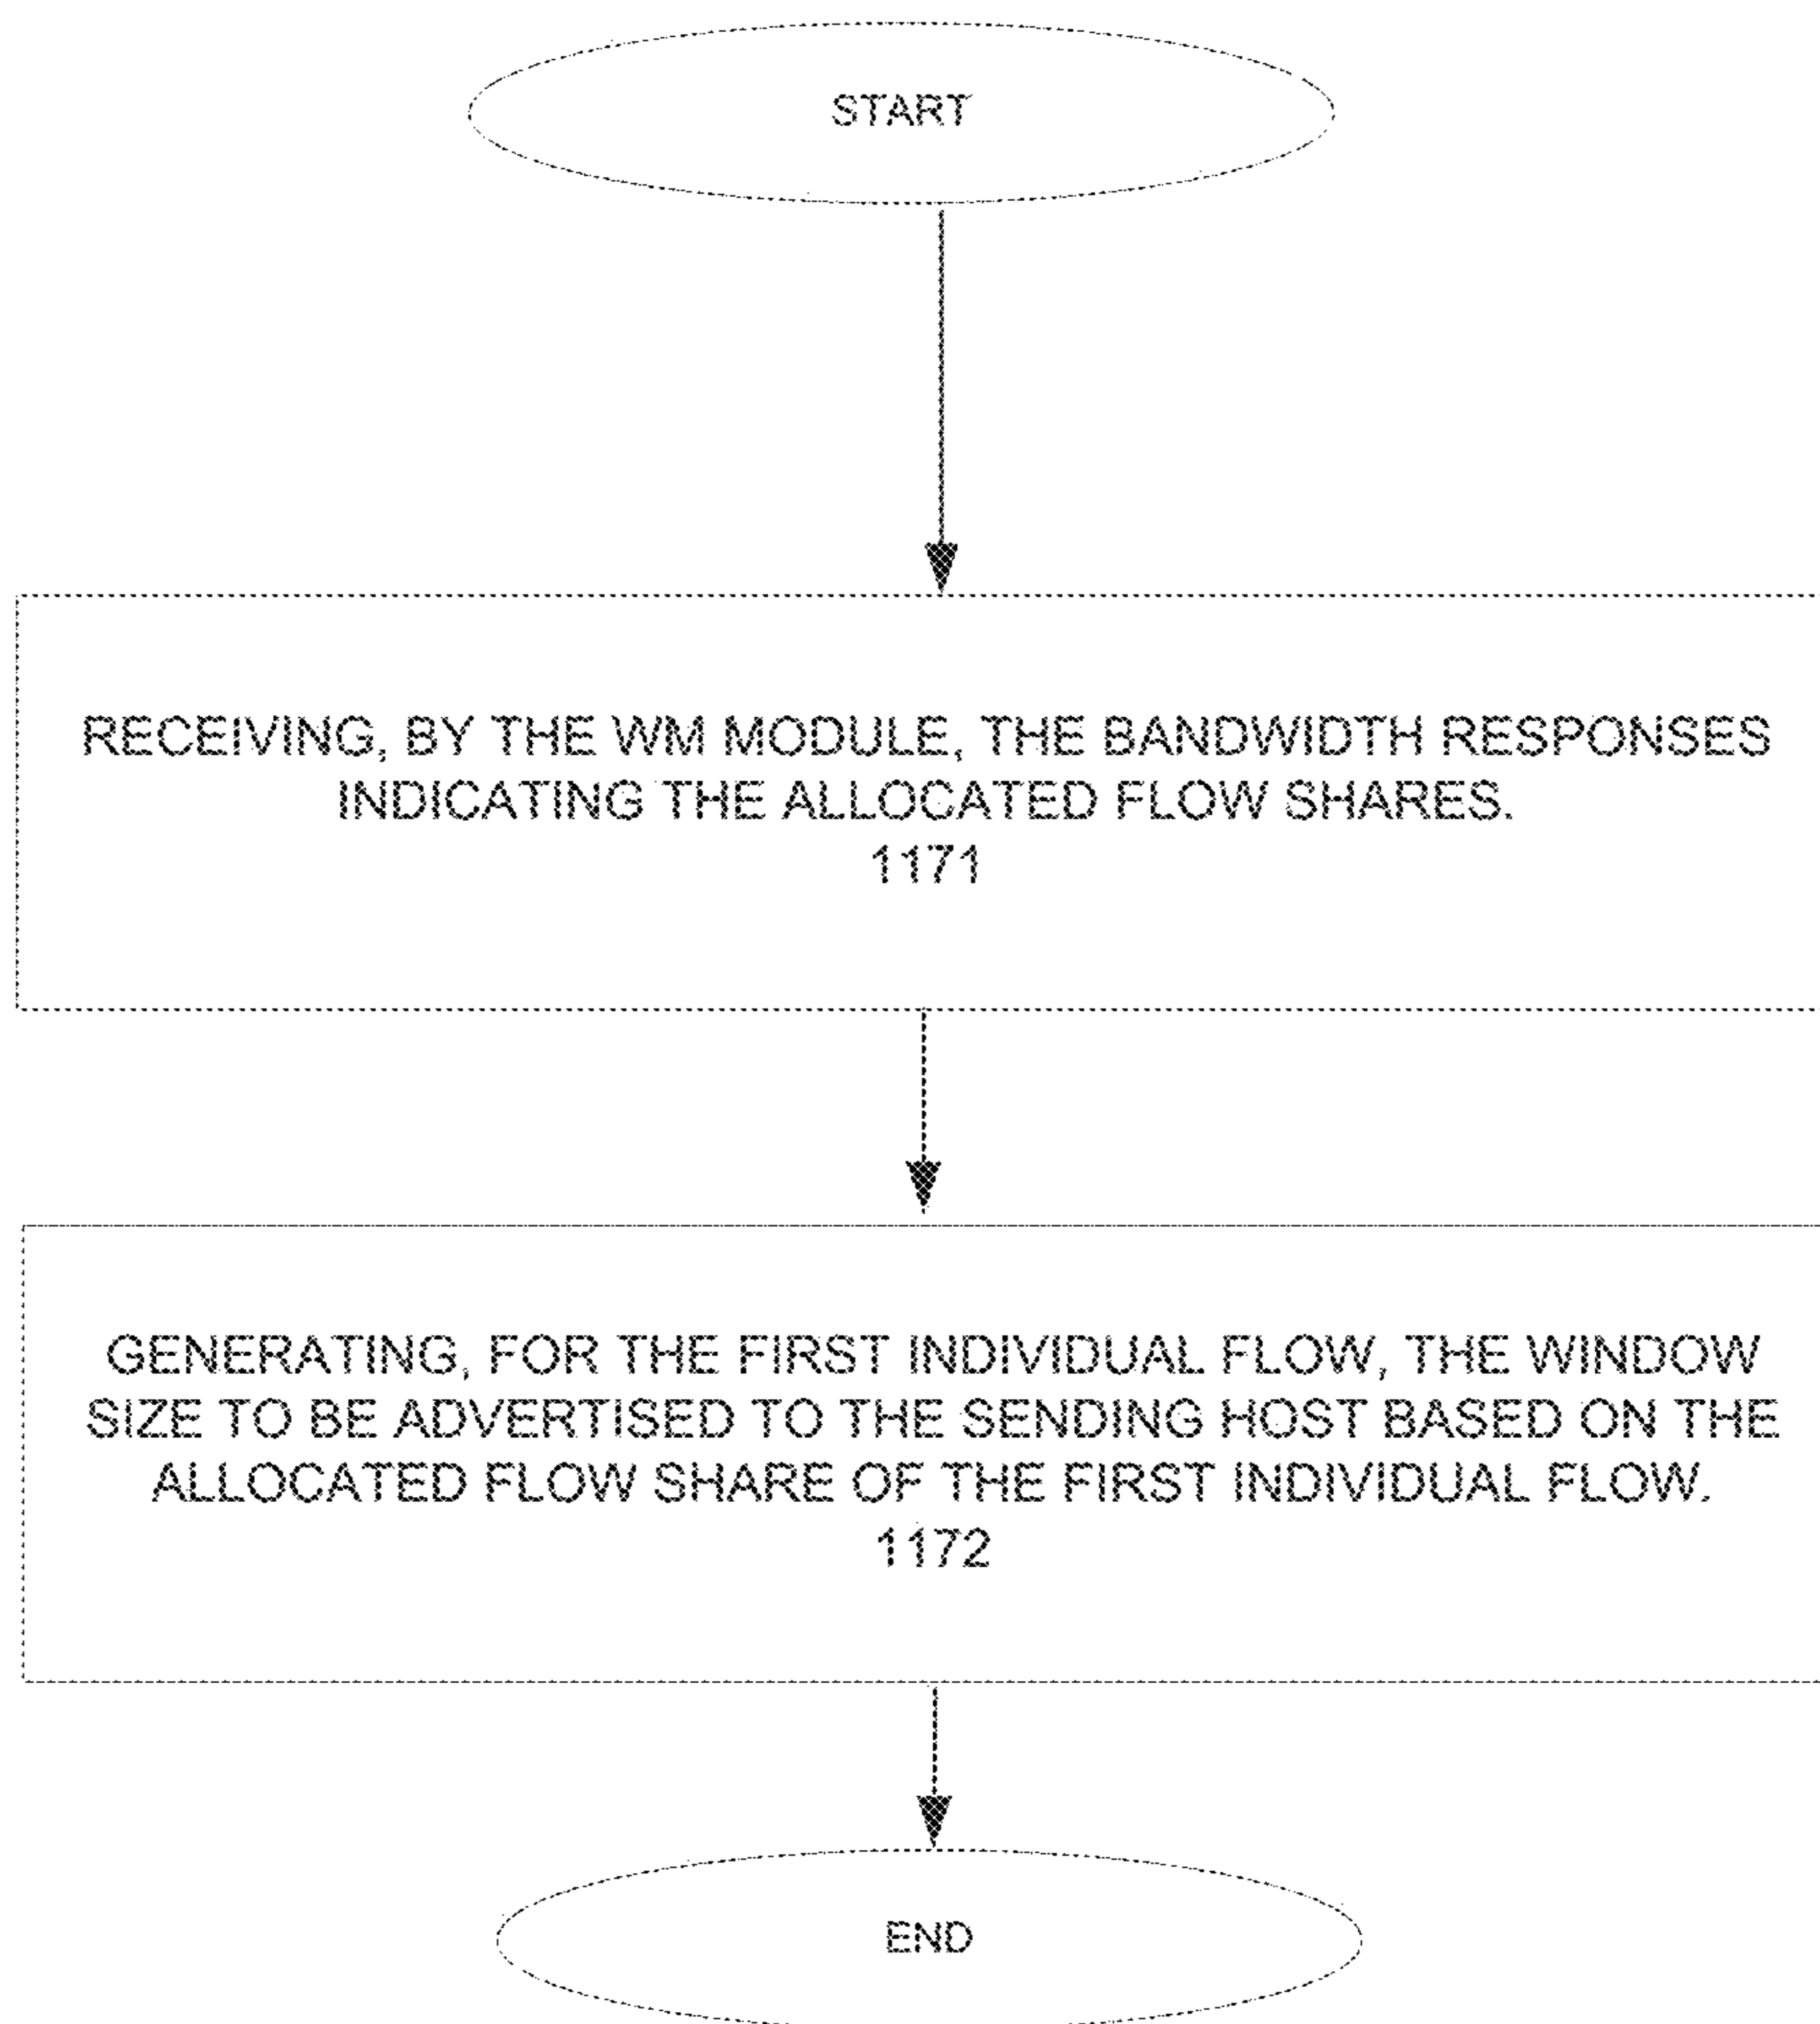 START
RECEIVING, BY THE WM MODULE, THE BANDWIDTH RESPONSES
INDICATING THE ALLOCATED FLOW SHARES.
1171
GENERATING, FOR THE FIRST INDIVIDUAL FLOW, THE WINDOW
SIZE TO BE ADVERTISED TO THE SENDING HOST BASED ON THE
ALLOCATED FLOW SHARE OF THE FIRST INDIVIDUAL FLOW.
1172
END